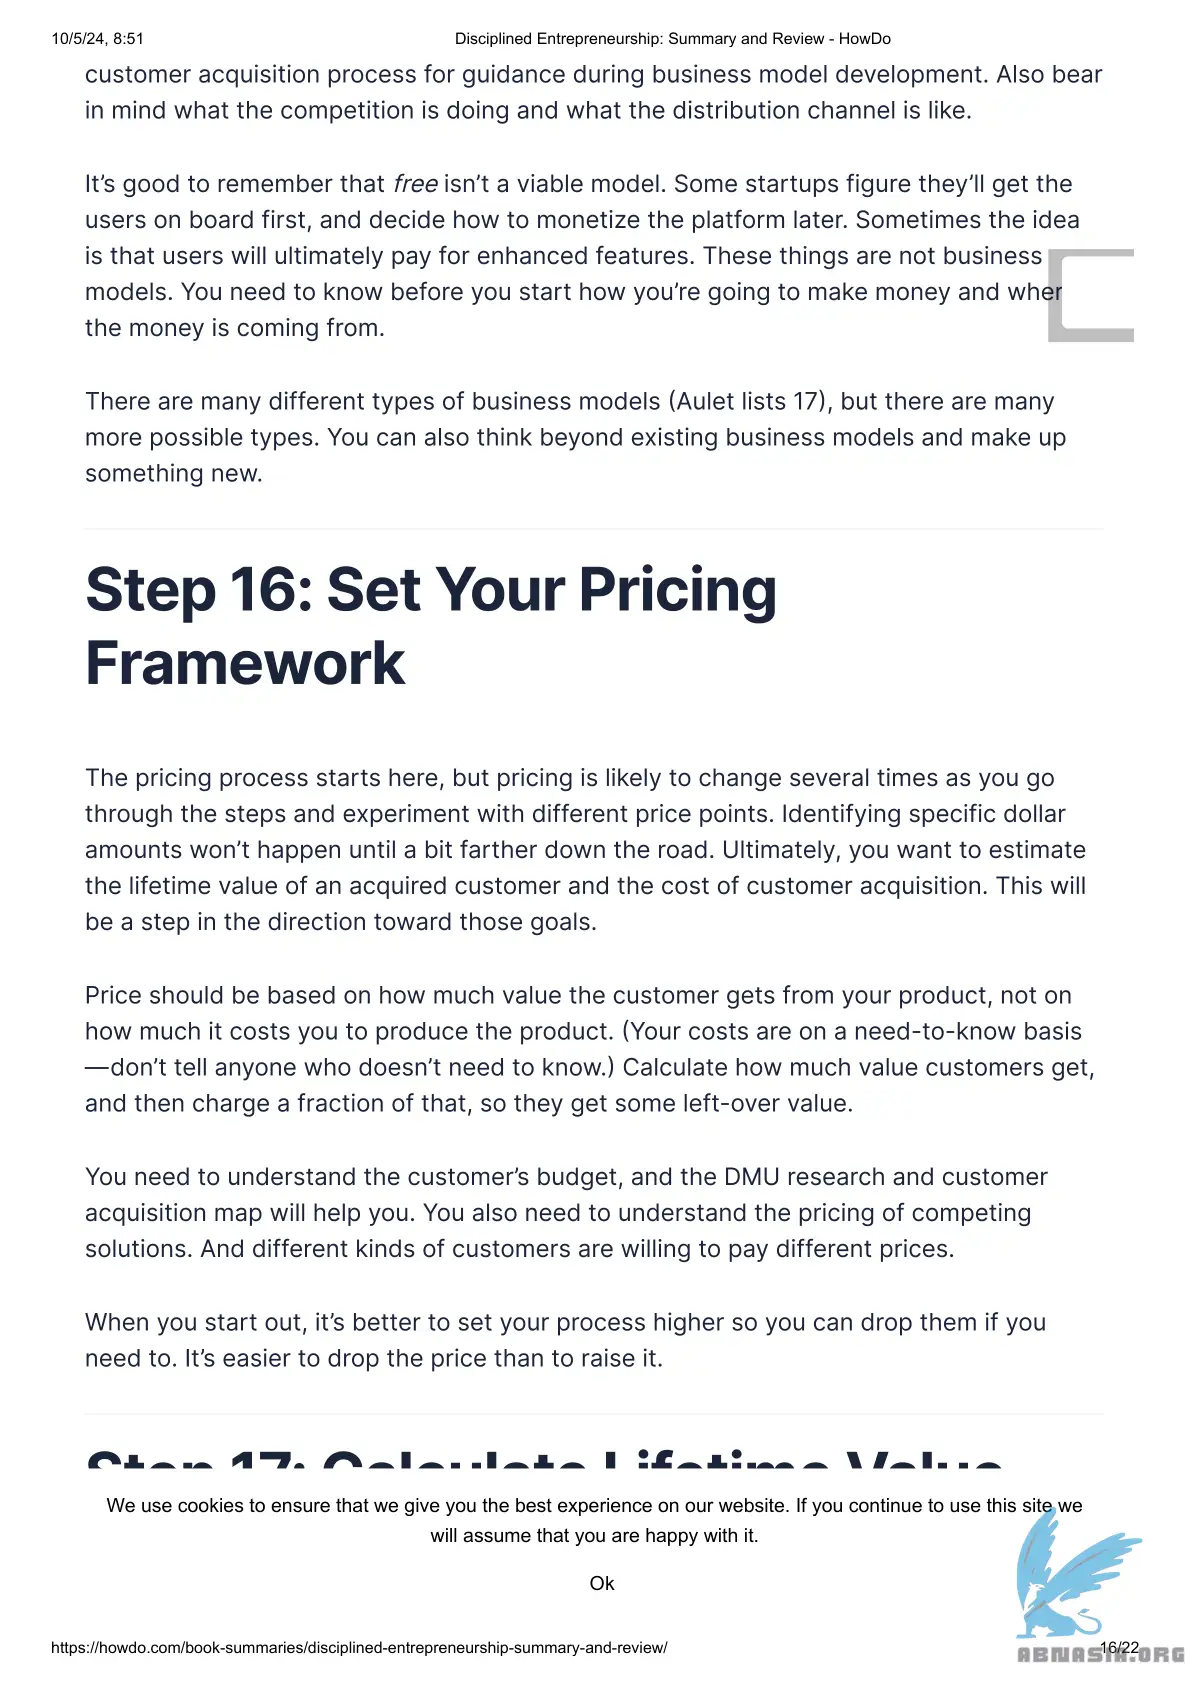 10/5/24, 8:51 Disciplined Entrepreneurship: Summary and Review - HowDo
customer acquisition process for guidance during business model development. Also bear
in mind what the competition is doing and what the distribution channel is like.
It’s good to remember that free isn’t a viable model. Some startups figure they’ll get the
users on board first, and decide how to monetize the platform later. Sometimes the idea
is that users will ultimately pay for enhanced features. These things are not business
models. You need to know before you start how you’re going to make money and wher
the money is coming from.
There are many different types of business models (Aulet lists 17), but there are many
more possible types. You can also think beyond existing business models and make up
something new.
Step 16: Set Your Pricing
Framework
The pricing process starts here, but pricing is likely to change several times as you go
through the steps and experiment with different price points. Identifying specific dollar
amounts won’t happen until a bit farther down the road. Ultimately, you want to estimate
the lifetime value of an acquired customer and the cost of customer acquisition. This will
be a step in the direction toward those goals.
Price should be based on how much value the customer gets from your product, not on
how much it costs you to produce the product. (Your costs are on a need-to-know basis
—don’t tell anyone who doesn’t need to know.) Calculate how much value customers get,
and then charge a fraction of that, so they get some left-over value.
You need to understand the customer’s budget, and the DMU research and customer
acquisition map will help you. You also need to understand the pricing of competing
solutions. And different kinds of customers are willing to pay different prices.
When you start out, it’s better to set your process higher so you can drop them if you
need to. It’s easier to drop the price than to raise it.
Step 17: Calculate Lifetime Value
We use cookies to ensure that we give you the best experience on our website. If you continue to use this site we
will assume that you are happy with it.
Ok
https://howdo.com/book-summaries/disciplined-entrepreneurship-summary-and-review/ 16/22
ABNASIA.ORG